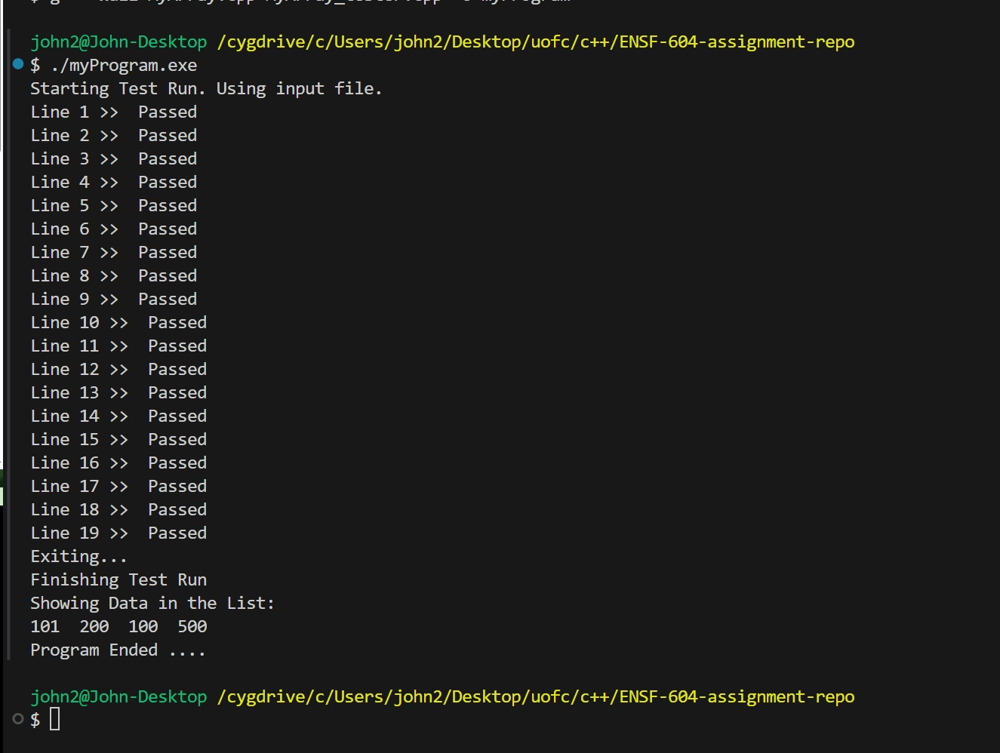 john2@John-Desktop /cygdrive/c/Users/john2/Desktop/uofc/c++/ENSF-604-assignment-repo
$ ./myProgram.exe
Starting Test Run. Using input file.
Line 1 >>  Passed
Line 2 >>  Passed
Line 3 >>  Passed
Line 4 >>  Passed
Line 5 >>  Passed
Line 6 >>  Passed
Line 7 >>  Passed
Line 8 >>  Passed
Line 9 >>  Passed
Line 10 >>  Passed
Line 11 >>  Passed
Line 12 >>  Passed
Line 13 >>  Passed
Line 14 >>  Passed
Line 15 >>  Passed
Line 16 >>  Passed
Line 17 >>  Passed
Line 18 >>  Passed
Line 19 >>  Passed
Exiting...
Finishing Test Run
Showing Data in the List:
101  200  100  500
Program Ended ....
john2@John-Desktop /cygdrive/c/Users/john2/Desktop/uofc/c++/ENSF-604-assignment-repo
$